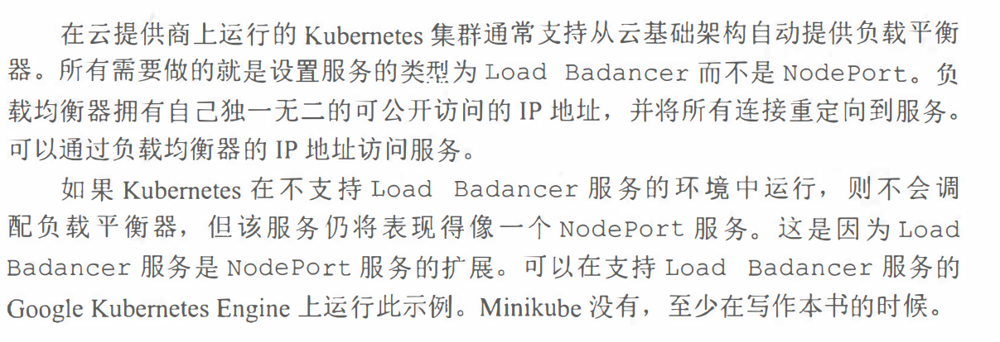 在云提供商上运行的 Kubernetes 集群通常支持从云基础架构自动提供负载平衡
器。所有需要做的就是设置服务的类型为 Load Badancer 而不是 NodePort。负
载均衡器拥有自己独一无二的可公开访问的 IP 地址，并将所有连接重定向到服务。
可以通过负载均衡器的 IP 地址访问服务。
如果 Kubernetes 在不支持 Load Badancer 服务的环境中运行，则不会调
配负载平衡器，但该服务仍将表现得像一个 NodePort 服务。这是因为 Load
Badancer 服务是 NodePort 服务的扩展。可以在支持 Load Badancer 服务的
Google Kubernetes Engine 上运行此示例。Minikube 没有，至少在写作本书的时候。